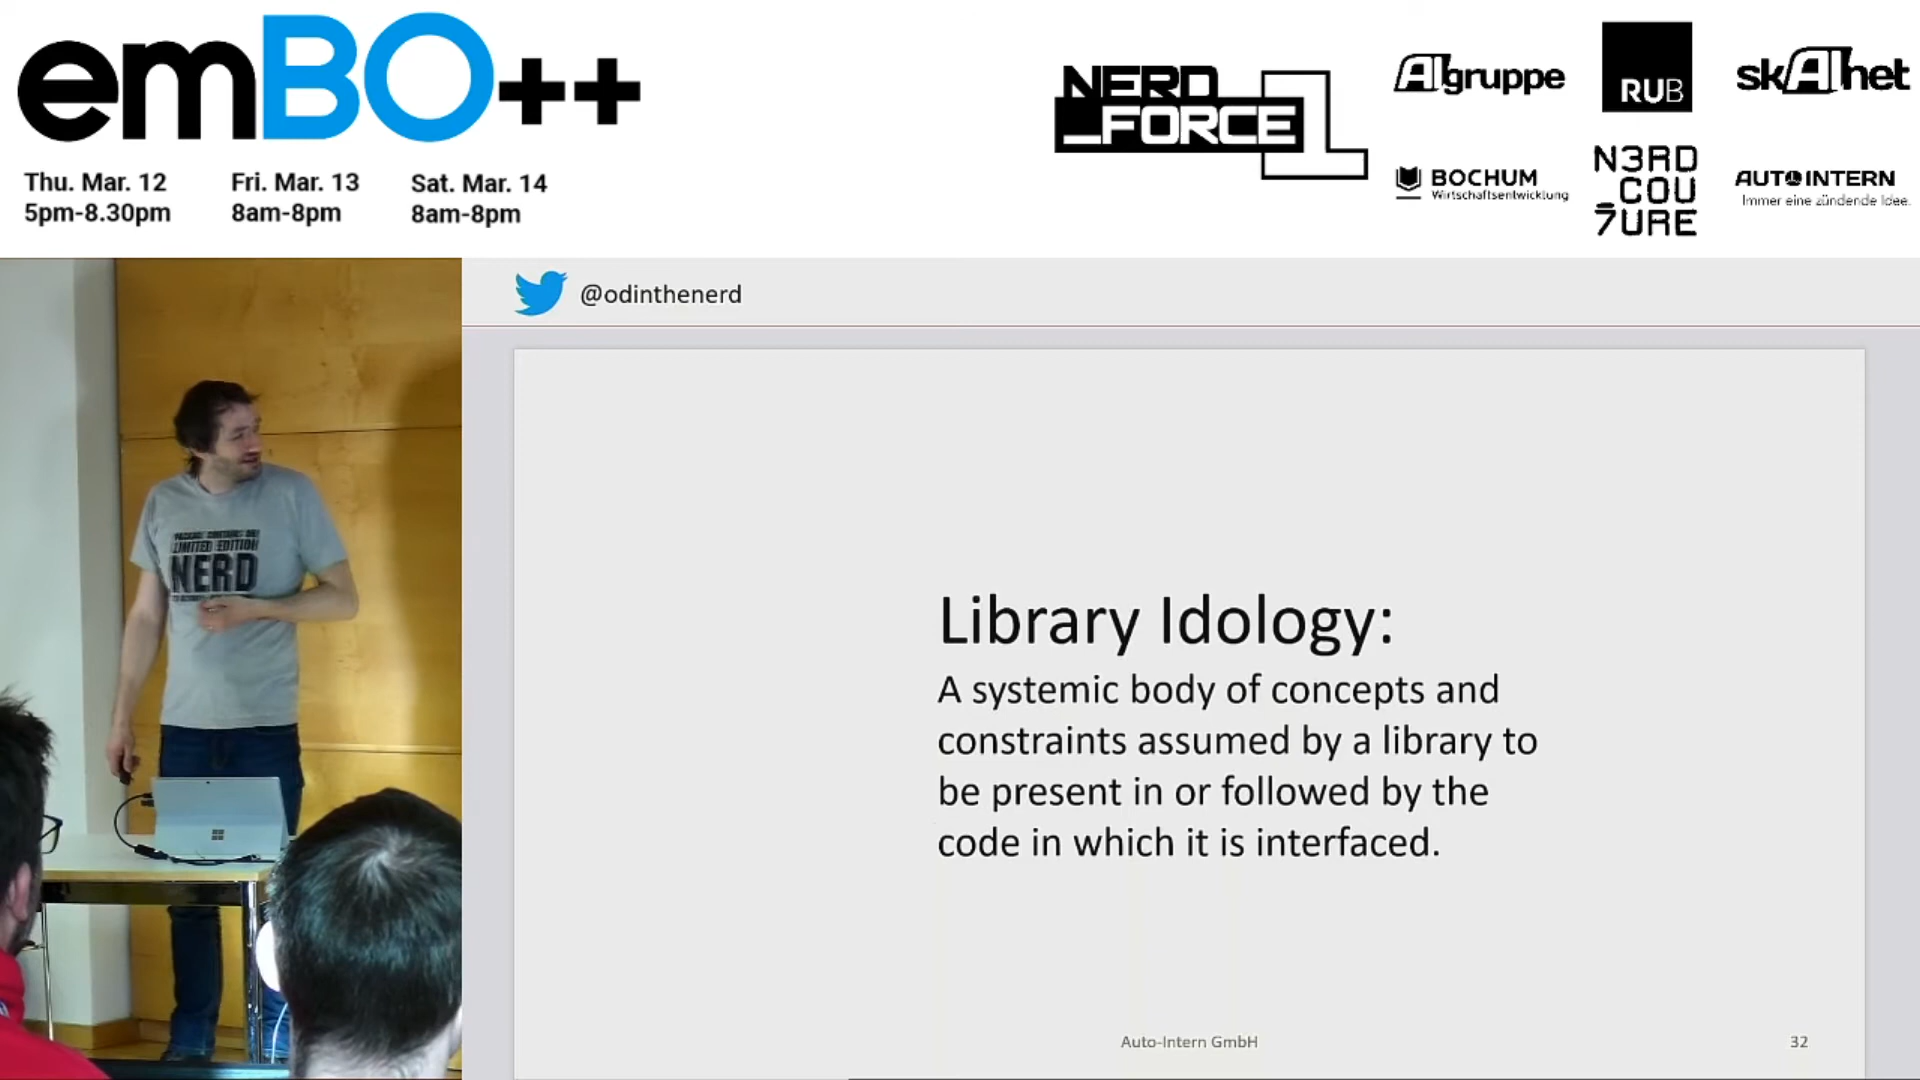 emBO++
Thu. Mar. 12
5pm-8.30pm
Fri. Mar. 13
8am-8pm
Sat. Mar. 14
8am-8pm
NERD
_FORCE
1
AIgruppe
RUB
skAInet
BOCHUM
Wirtschaftsentwicklung
N3RD
_COU
7URE
AUTOINTERN
Immer eine zündende Idee.
@odinthenerd
LIMITED EDITION
NERD
Library Idology:
A systemic body of concepts and
constraints assumed by a library to
be present in or followed by the
code in which it is interfaced.
Auto-Intern GmbH
32